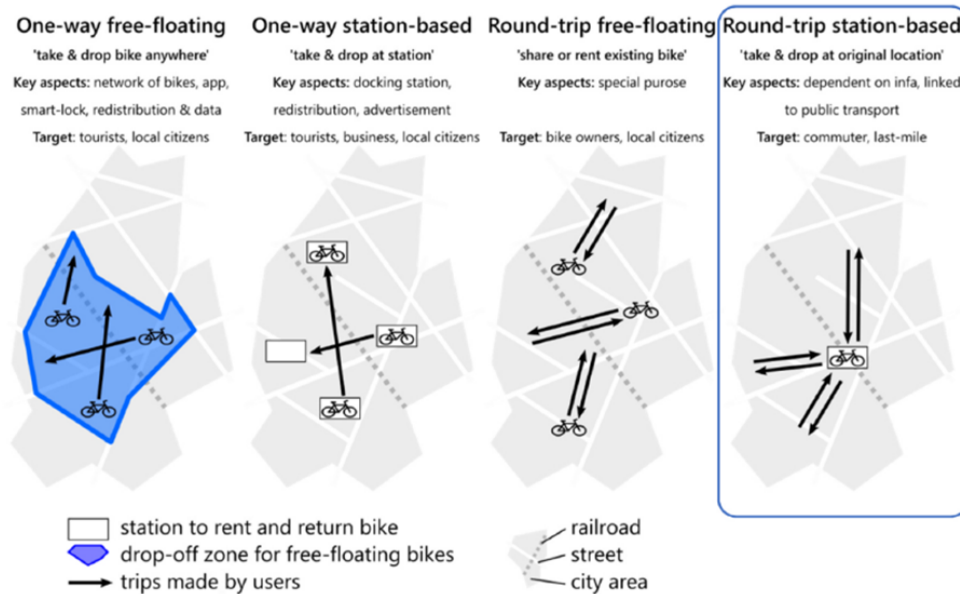 One-way free-floating
'take & drop bike anywhere'
Key aspects: network of bikes, app,
smart-lock, redistribution & data
Target: tourists, local citizens
One-way station-based
'take & drop at station'
Key aspects: docking station,
redistribution, advertisement
Target: tourists, business, local citizens
Round-trip free-floating
'share or rent existing bike'
Key aspects: special purose
Target: bike owners, local citizens
Round-trip station-based
'take & drop at original location'
Key aspects: dependent on infa, linked
to public transport
Target: commuter, last-mile
station to rent and return bike
drop-off zone for free-floating bikes
trips made by users
railroad
street
city area